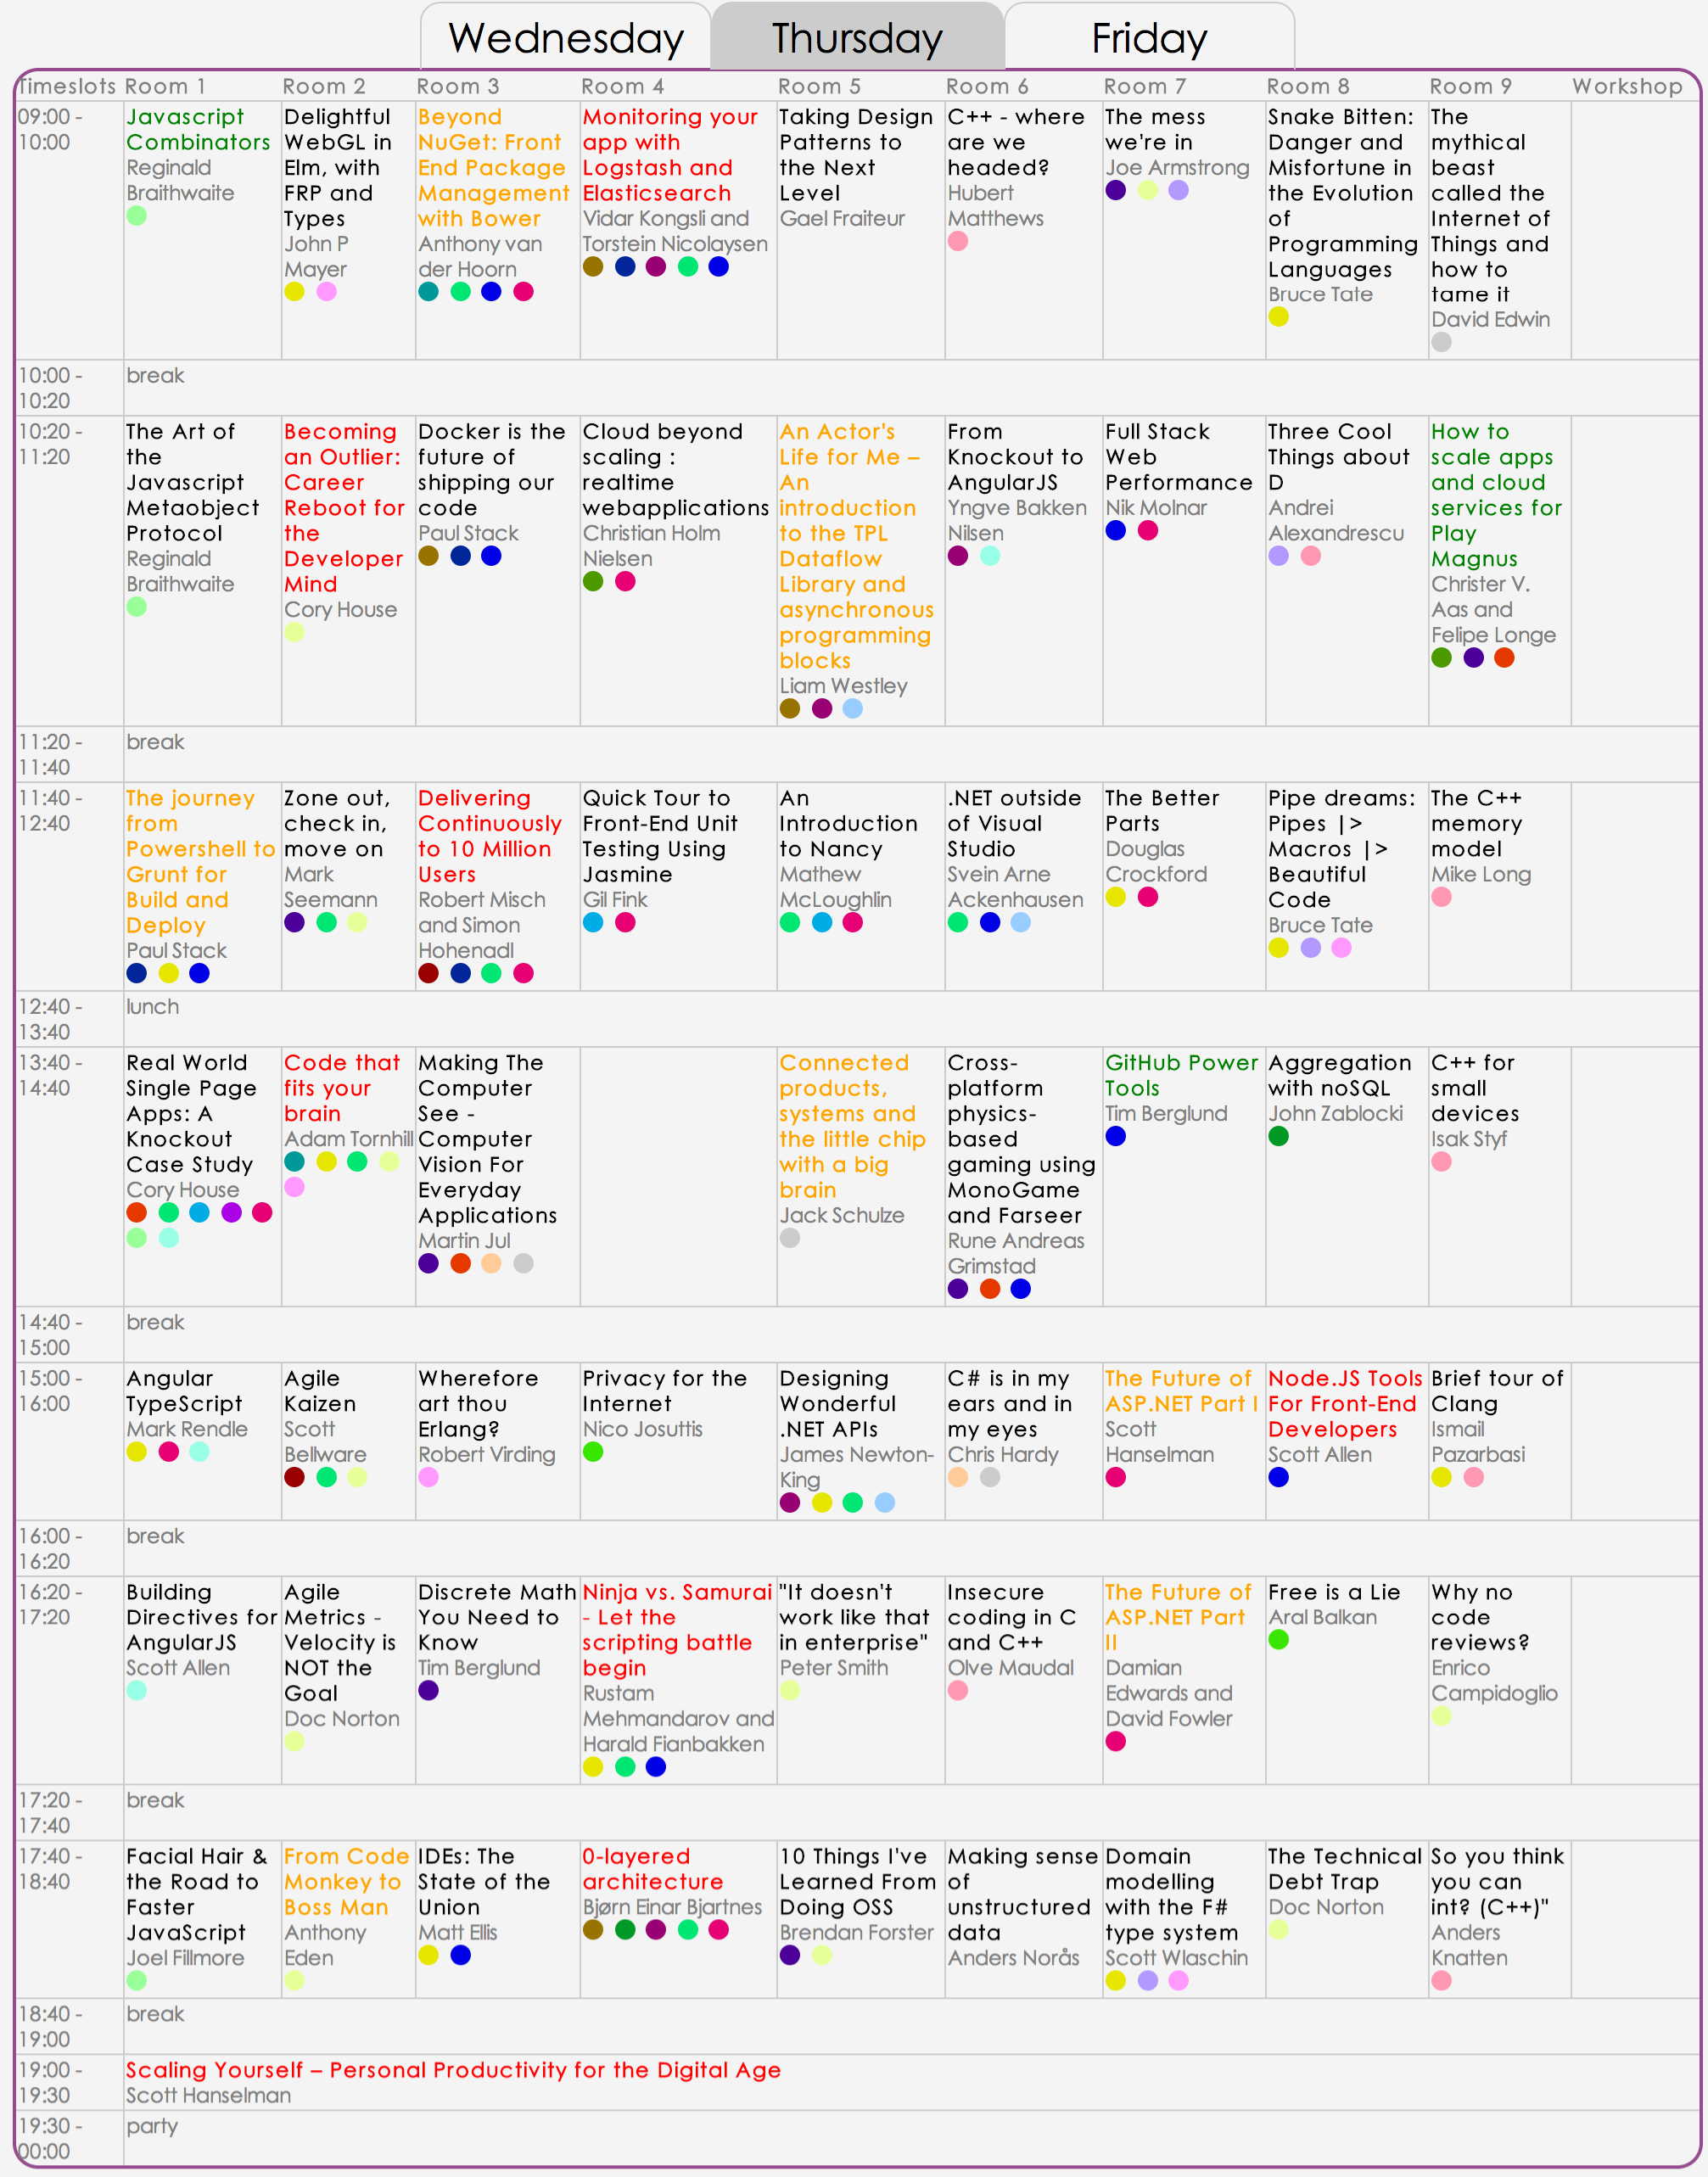 Wednesday
Thursday
Friday
Timeslots
Room 1
Room 2
Room 3
Room 4
Room 5
Room 6
Room 7
Room 8
Room 9
Workshop
09:00 -
10:00
Javascript
Combinators
Reginald
Braithwaite
Delightful
WebGL in
Elm, with
FRP and
Types
John P
Mayer
Beyond
NuGet: Front
End Package
Management
with Bower
Anthony van
der Hoorn
Monitoring your
app with
Logstash and
Elasticsearch
Vidar Kongsli and
Torstein Nicolaysen
Taking Design
Patterns to
the Next
Level
Gael Fraiteur
C++ - where
are we
headed?
Hubert
Matthews
The mess
we're in
Joe Armstrong
Snake Bitten:
Danger and
Misfortune in
the Evolution
of
Programming
Languages
Bruce Tate
The
mythical
beast
called the
Internet of
Things and
how to
tame it
David Edwin
10:00 -
10:20
break
10:20 -
11:20
The Art of
the
Javascript
Metaobject
Protocol
Reginald
Braithwaite
Becoming
an Outlier:
Career
Reboot for
the
Developer
Mind
Cory House
Docker is the
future of
shipping our
code
Paul Stack
Cloud beyond
scaling :
realtime
webapplications
Christian Holm
Nielsen
An Actor's
Life for Me –
An
introduction
to the TPL
Dataflow
Library and
asynchronous
programming
blocks
Liam Westley
From
Knockout to
AngularJS
Yngve Bakken
Nilsen
Full Stack
Web
Performance
Nik Molnar
Three Cool
Things about
D
Andrei
Alexandrescu
How to
scale apps
and cloud
services for
Play
Magnus
Christer V.
Aas and
Felipe Longe
11:20 -
11:40
break
11:40 -
12:40
The journey
from
Powershell to
Grunt for
Build and
Deploy
Paul Stack
Zone out,
check in,
move on
Mark
Seemann
Delivering
Continuously
to 10 Million
Users
Robert Misch
and Simon
Hohenadl
Quick Tour to
Front-End Unit
Testing Using
Jasmine
Gil Fink
An
Introduction
to Nancy
Mathew
McLoughlin
.NET outside
of Visual
Studio
Svein Arne
Ackenhausen
The Better
Parts
Douglas
Crockford
Pipe dreams:
Pipes |>
Macros |>
Beautiful
Code
Bruce Tate
The C++
memory
model
Mike Long
12:40 -
13:40
lunch
13:40 -
14:40
Real World
Single Page
Apps: A
Knockout
Case Study
Cory House
Code that
fits your
brain
Adam Tornhill
Making The
Computer
See -
Computer
Vision For
Everyday
Applications
Martin Jul
Connected
products,
systems and
the little chip
with a big
brain
Jack Schulze
Cross-
platform
physics-
based
gaming using
MonoGame
and Farseer
Rune Andreas
Grimstad
GitHub Power
Tools
Tim Berglund
Aggregation
with noSQL
John Zablocki
C++ for
small
devices
Isak Styf
14:40 -
15:00
break
15:00 -
16:00
Angular
TypeScript
Mark Rendle
Agile
Kaizen
Scott
Bellware
Wherefore
art thou
Erlang?
Robert Virding
Privacy for the
Internet
Nico Josuttis
Designing
Wonderful
.NET APIs
James Newton-
King
C# is in my
ears and in
my eyes
Chris Hardy
The Future of
ASP.NET Part I
Scott
Hanselman
Node.JS Tools
For Front-End
Developers
Scott Allen
Brief tour of
Clang
Ismail
Pazarbasi
16:00 -
16:20
break
16:20 -
17:20
Building
Directives for
AngularJS
Scott Allen
Agile
Metrics -
Velocity is
NOT the
Goal
Doc Norton
Discrete Math
You Need to
Know
Tim Berglund
Ninja vs. Samurai
- Let the
scripting battle
begin
Rustam
Mehmandarov and
Harald Fianbakken
"It doesn't
work like that
in enterprise"
Peter Smith
Insecure
coding in C
and C++
Olve Maudal
The Future of
ASP.NET Part
II
Damian
Edwards and
David Fowler
Free is a Lie
Aral Balkan
Why no
code
reviews?
Enrico
Campidoglio
17:20 -
17:40
break
17:40 -
18:40
Facial Hair &
the Road to
Faster
JavaScript
Joel Fillmore
From Code
Monkey to
Boss Man
Anthony
Eden
IDEs: The
State of the
Union
Matt Ellis
0-layered
architecture
Bjørn Einar Bjartnes
10 Things I've
Learned From
Doing OSS
Brendan Forster
Making sense
of
unstructured
data
Anders Norås
Domain
modelling
with the F#
type system
Scott Wlaschin
The Technical
Debt Trap
Doc Norton
So you think
you can
int? (C++)"
Anders
Knatten
18:40 -
19:00
break
19:00 -
19:30
Scaling Yourself – Personal Productivity for the Digital Age
Scott Hanselman
19:30 -
00:00
party